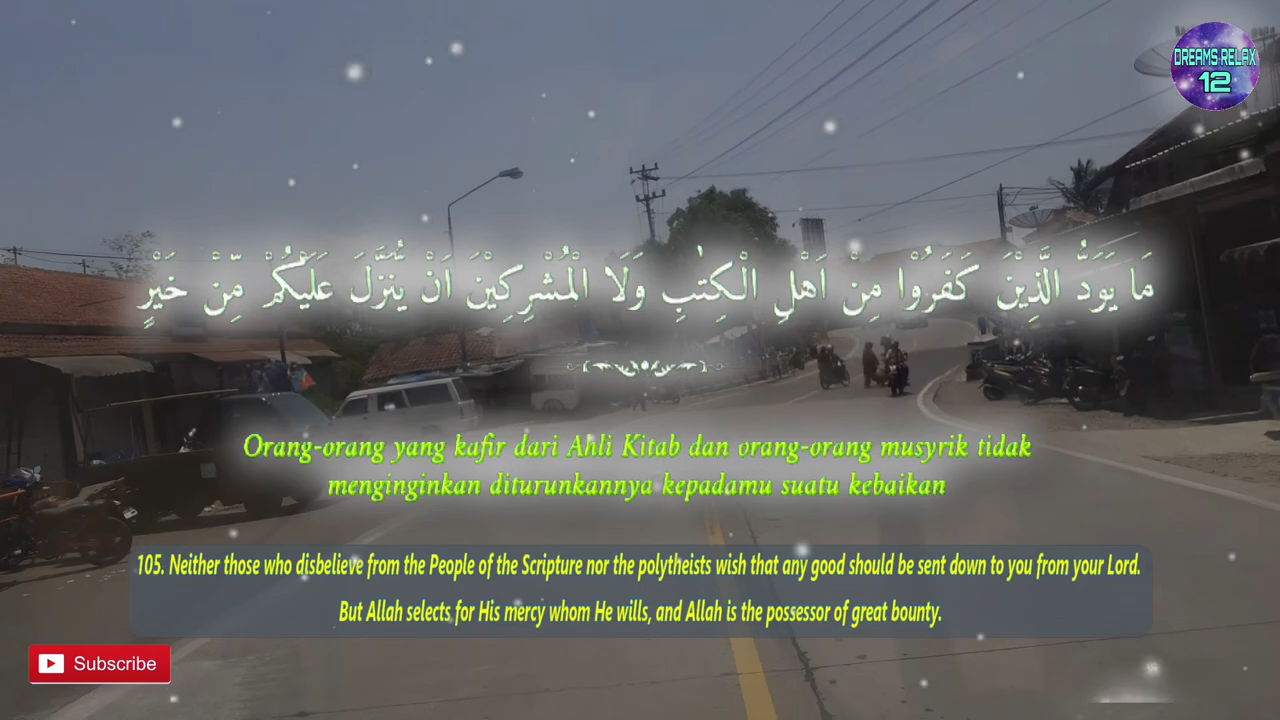 DREAMS RELAX
12
مَا يَوَدُّ الَّذِيْنَ كَفَرُوْا مِنْ اَهْلِ الْكِتٰبِ وَلَا الْمُشْرِكِيْنَ اَنْ يُّنَزَّلَ عَلَيْكُمْ مِّنْ خَيْرٍ
Orang-orang yang kafir dari Ahli Kitab dan orang-orang musyrik tidak
menginginkan diturunkannya kepadamu suatu kebaikan
105. Neither those who disbelieve from the People of the Scripture nor the polytheists wish that any good should be sent down to you from your Lord.
But Allah selects for His mercy whom He wills, and Allah is the possessor of great bounty.
Subscribe